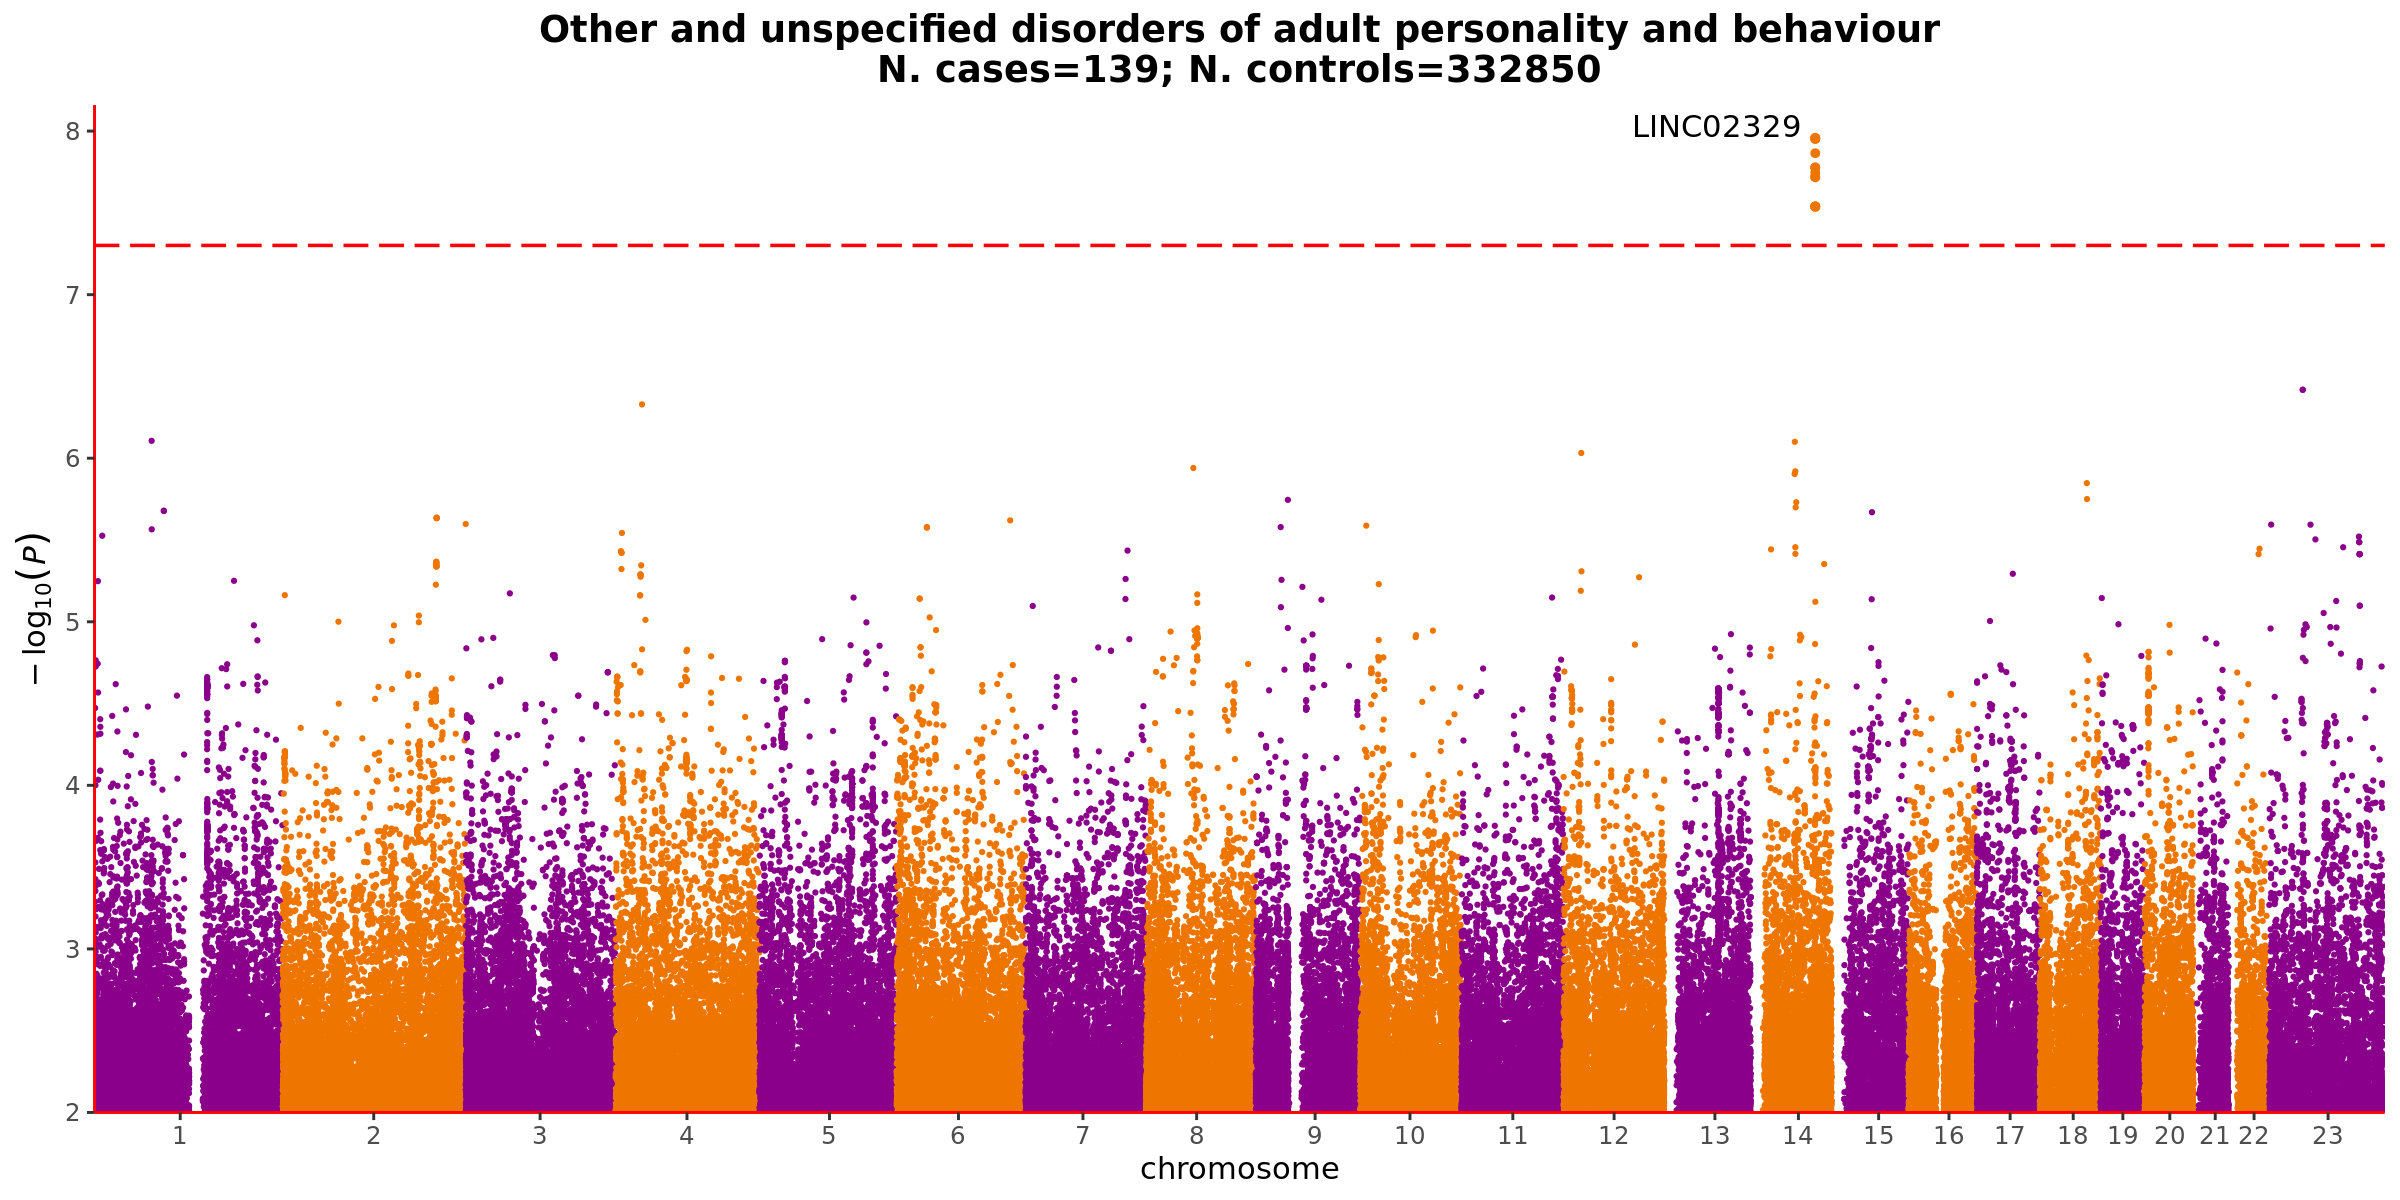 Other and unspecified disorders of adult personality and behaviour
N. cases=139; N. controls=332850
LINC02329
8
7
6
5
4
3
2
−log10(P)
1 2 3 4 5 6 7 8 9 10 11 12 13 14 15 16 17 18 19 20 21 22 23
chromosome